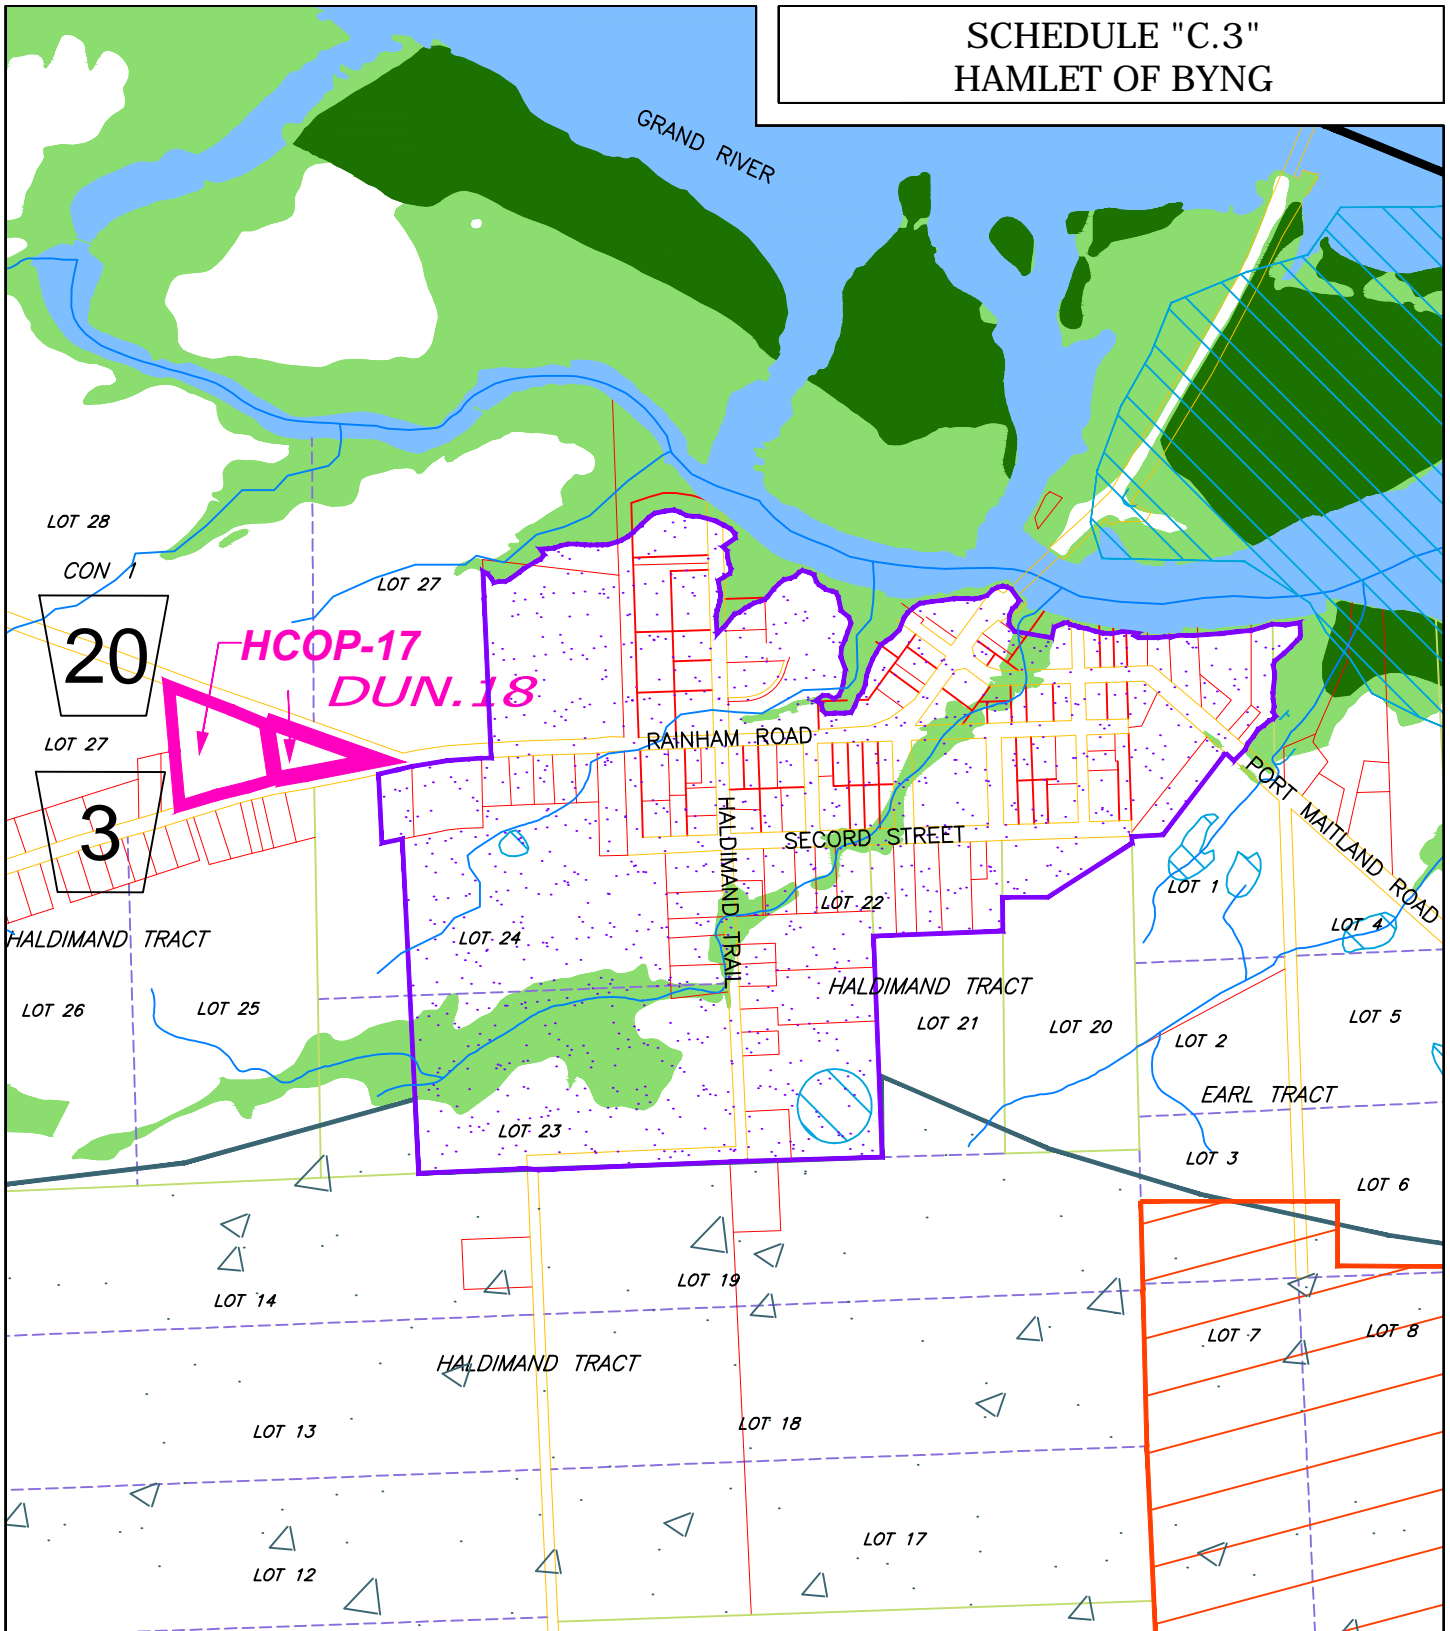 SCHEDULE "C.3"
HAMLET OF BYNG
GRAND RIVER
LOT 28
CON 1
LOT 27
20
HCOP-17
DUN.18
LOT 27
RAINHAM ROAD
3
HALDIMAND TRAIL
SECORD STREET
PORT MAITLAND ROAD
LOT 1
LOT 22
LOT 4
HALDIMAND TRACT
LOT 24
HALDIMAND TRACT
LOT 26
LOT 25
LOT 21
LOT 20
LOT 2
LOT 5
EARL TRACT
LOT 23
LOT 3
LOT 6
LOT 19
LOT 14
LOT 7
LOT 8
HALDIMAND TRACT
LOT 13
LOT 18
LOT 17
LOT 12